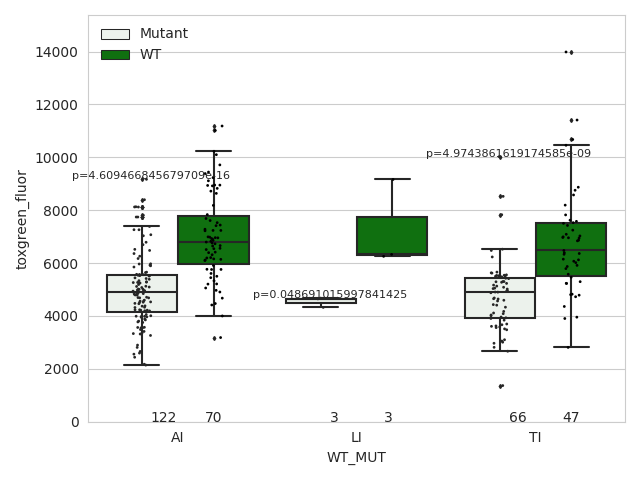 Mutant
WT
14000
12000
10000
8000
6000
4000
2000
0
toxgreen_fluor
p=4.609466845679709e-16
p=0.048691015997841425
p=4.9743861619174585e-09
122 70 3 3 66 47
AI LI TI
WT_MUT